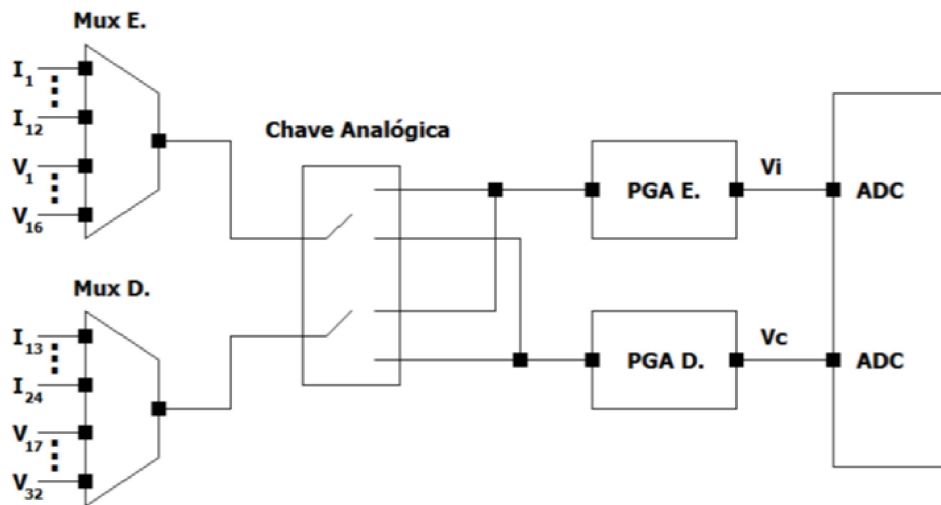 Mux E.
I1
I12
V1
V16
Chave Analógica
PGA E.
Vi
ADC
Mux D.
I13
I24
V17
V32
PGA D.
Vc
ADC